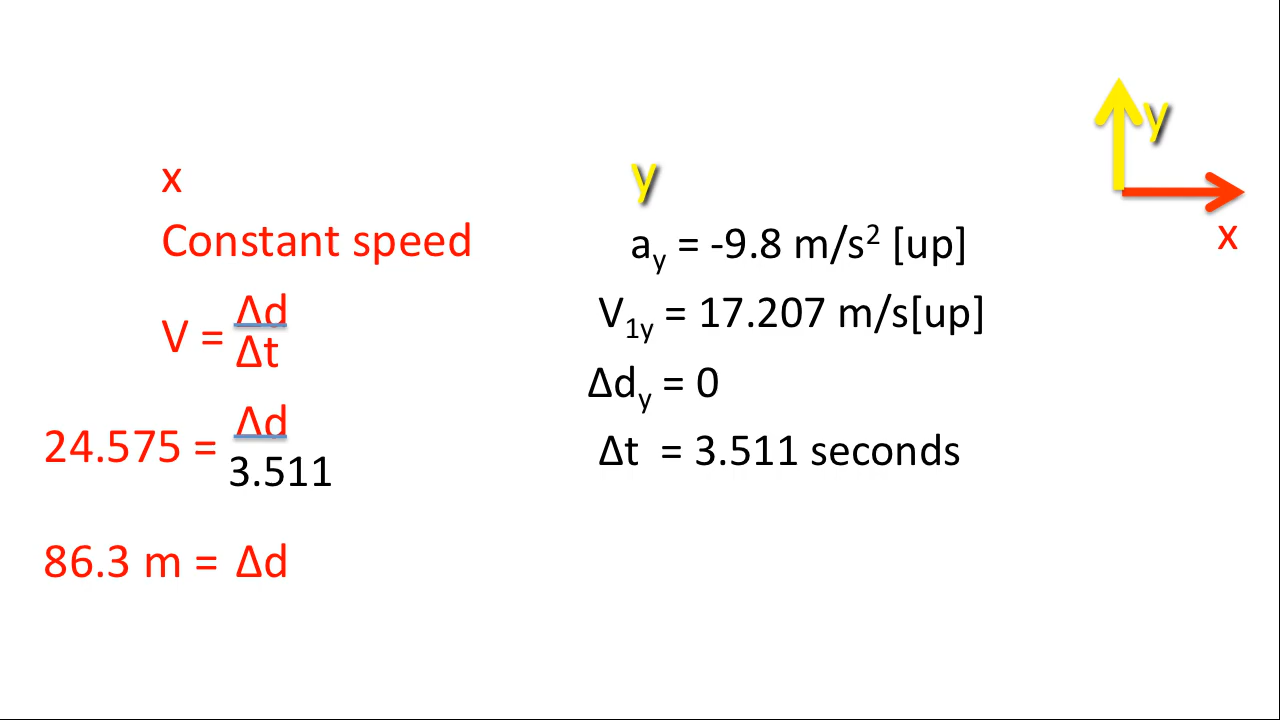 x
Constant speed
V = Δd
Δt
24.575 = Δd
3.511
86.3 m = Δd
y
a_y = -9.8 m/s² [up]
V_1y = 17.207 m/s[up]
Δd_y = 0
Δt = 3.511 seconds
y
x